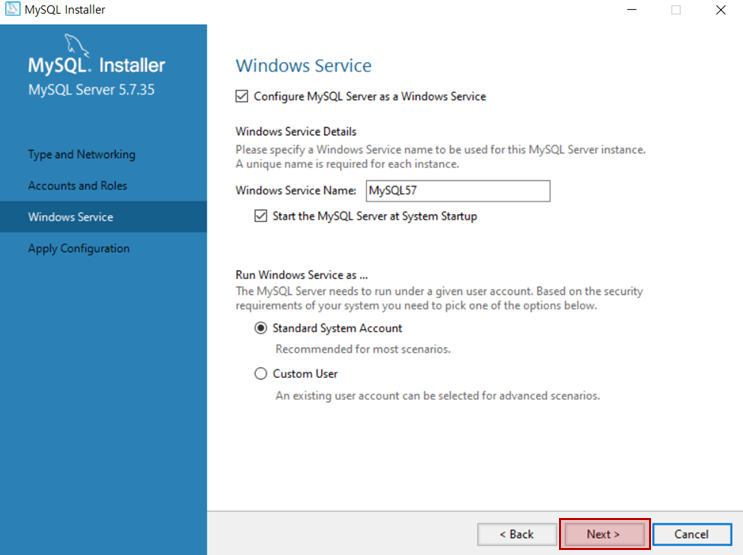 MySQL Installer
MySQL. Installer
MySQL Server 5.7.35
Type and Networking
Accounts and Roles
Windows Service
Apply Configuration
Windows Service
Configure MySQL Server as a Windows Service
Windows Service Details
Please specify a Windows Service name to be used for this MySQL Server instance.
A unique name is required for each instance.
Windows Service Name: MySQL57
Start the MySQL Server at System Startup
Run Windows Service as ...
The MySQL Server needs to run under a given user account. Based on the security
requirements of your system you need to pick one of the options below.
Standard System Account
Recommended for most scenarios.
Custom User
An existing user account can be selected for advanced scenarios.
< Back Next > Cancel